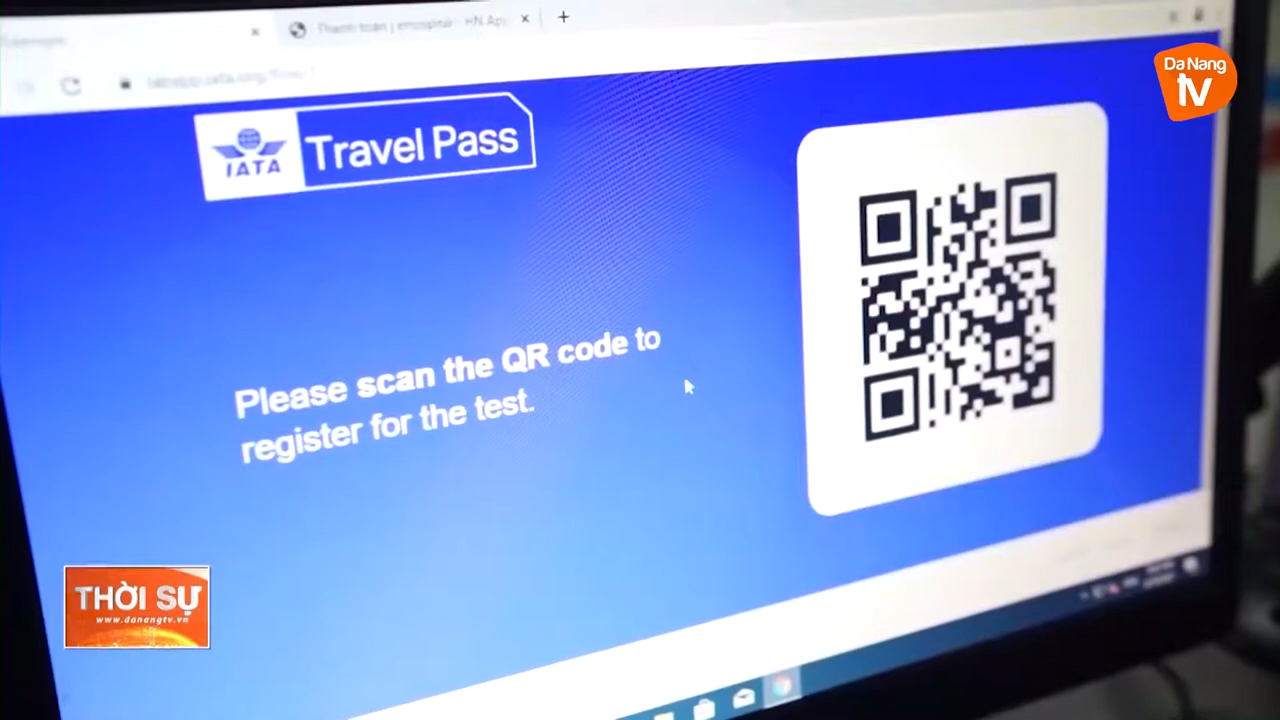 Da Nang
tv
IATA
Travel Pass
Please scan the QR code to
register for the test.
THỜI SỰ
www.danangtv.vn